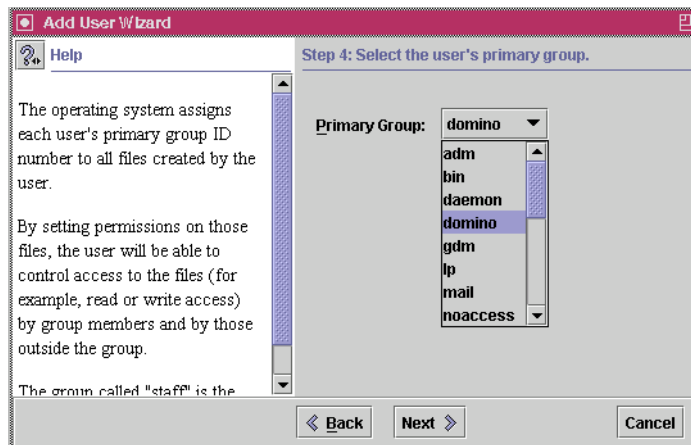 Add User Wizard
Help
The operating system assigns
each user's primary group ID
number to all files created by the
user.
By setting permissions on those
files, the user will be able to
control access to the files (for
example, read or write access)
by group members and by those
outside the group.
The group called "staff" is the
Step 4: Select the user's primary group.
Primary Group: domino
adm
bin
daemon
domino
gdm
lp
mail
noaccess
Back
Next
Cancel